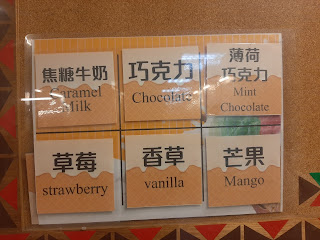 焦糖牛奶
Caramel
Milk
巧克力
Chocolate
薄荷
巧克力
Mint
Chocolate
草莓
strawberry
香草
vanilla
芒果
Mango